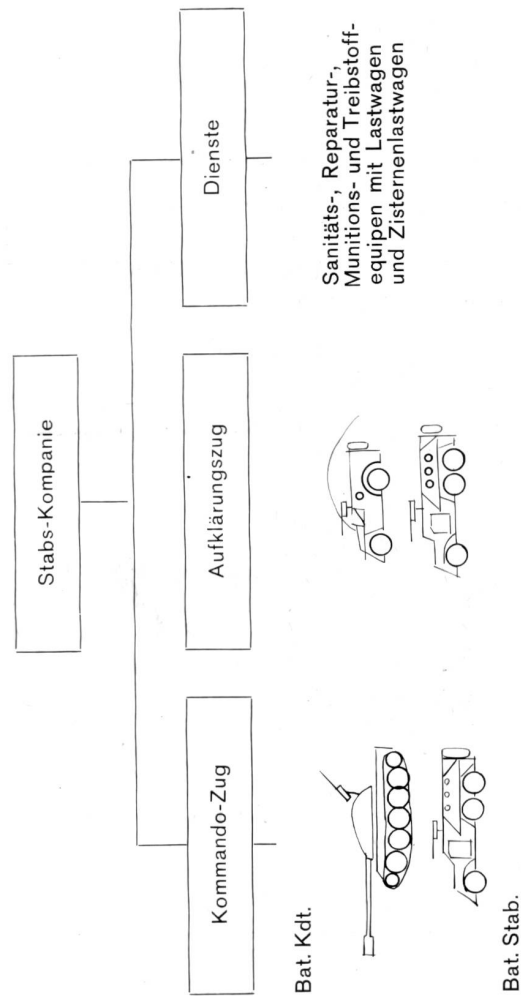 Stabs-Kompanie
Kommando-Zug
Aufklärungszug
Dienste
Bat. Kdt.
Bat. Stab.
Sanitäts-, Reparatur-,
Munitions- und Treibstoff-
equipen mit Lastwagen
und Zisternenlastwagen